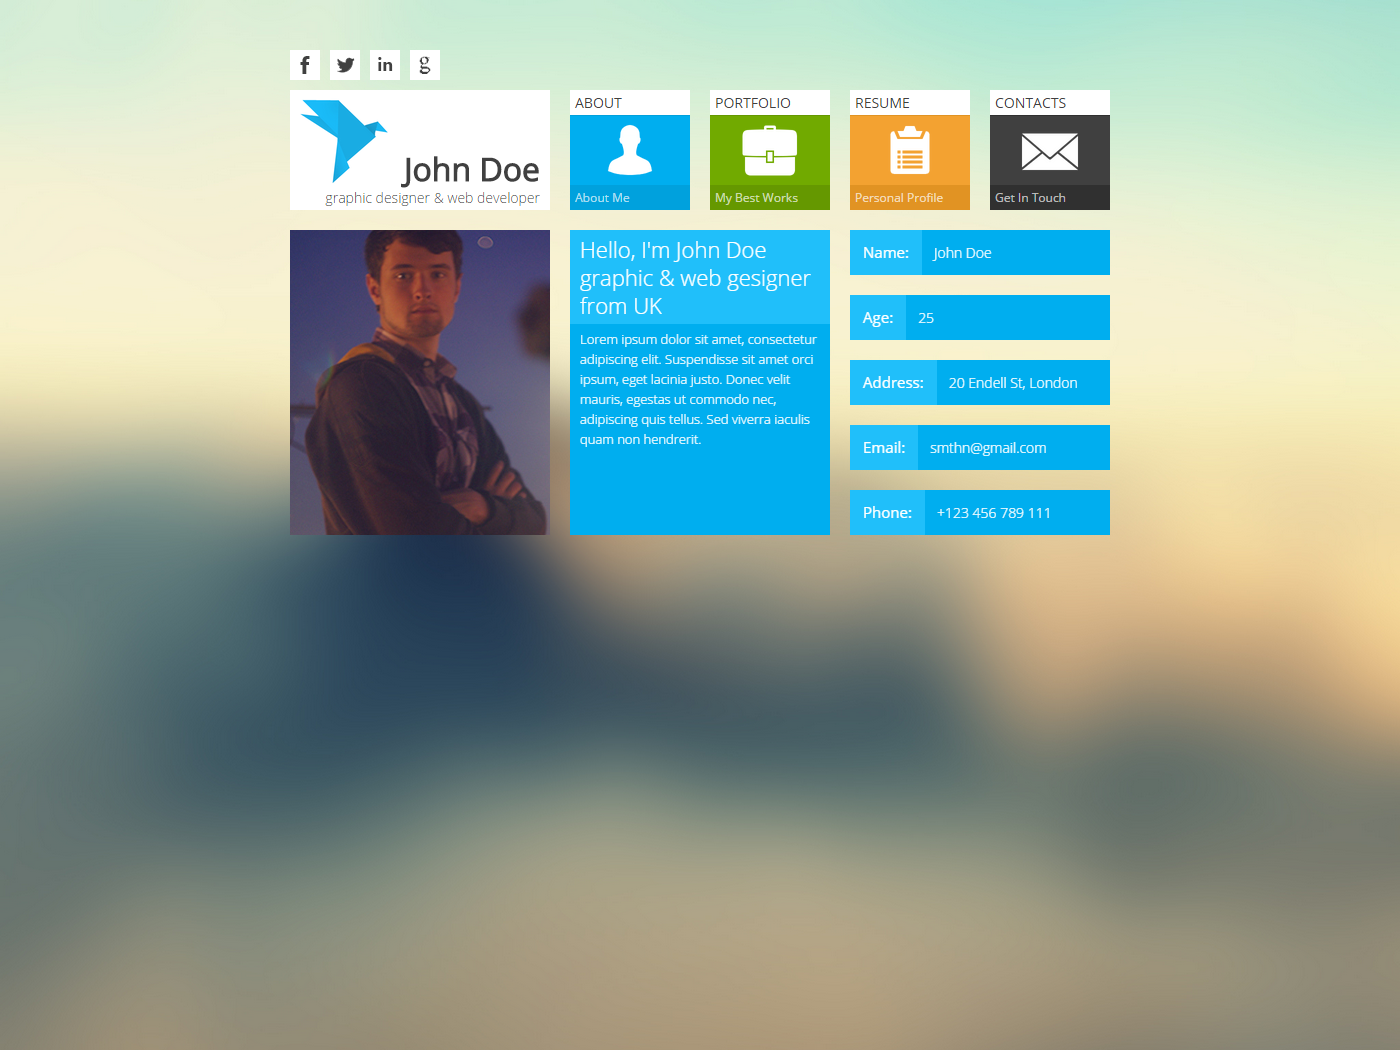 f
in
g
John Doe
graphic designer & web developer
ABOUT
About Me
PORTFOLIO
My Best Works
RESUME
Personal Profile
CONTACTS
Get In Touch
Hello, I'm John Doe
graphic & web gesigner
from UK
Lorem ipsum dolor sit amet, consectetur
adipiscing elit. Suspendisse sit amet orci
ipsum, eget lacinia justo. Donec velit
mauris, egestas ut commodo nec,
adipiscing quis tellus. Sed viverra iaculis
quam non hendrerit.
Name: John Doe
Age: 25
Address: 20 Endell St, London
Email: smthn@gmail.com
Phone: +123 456 789 111